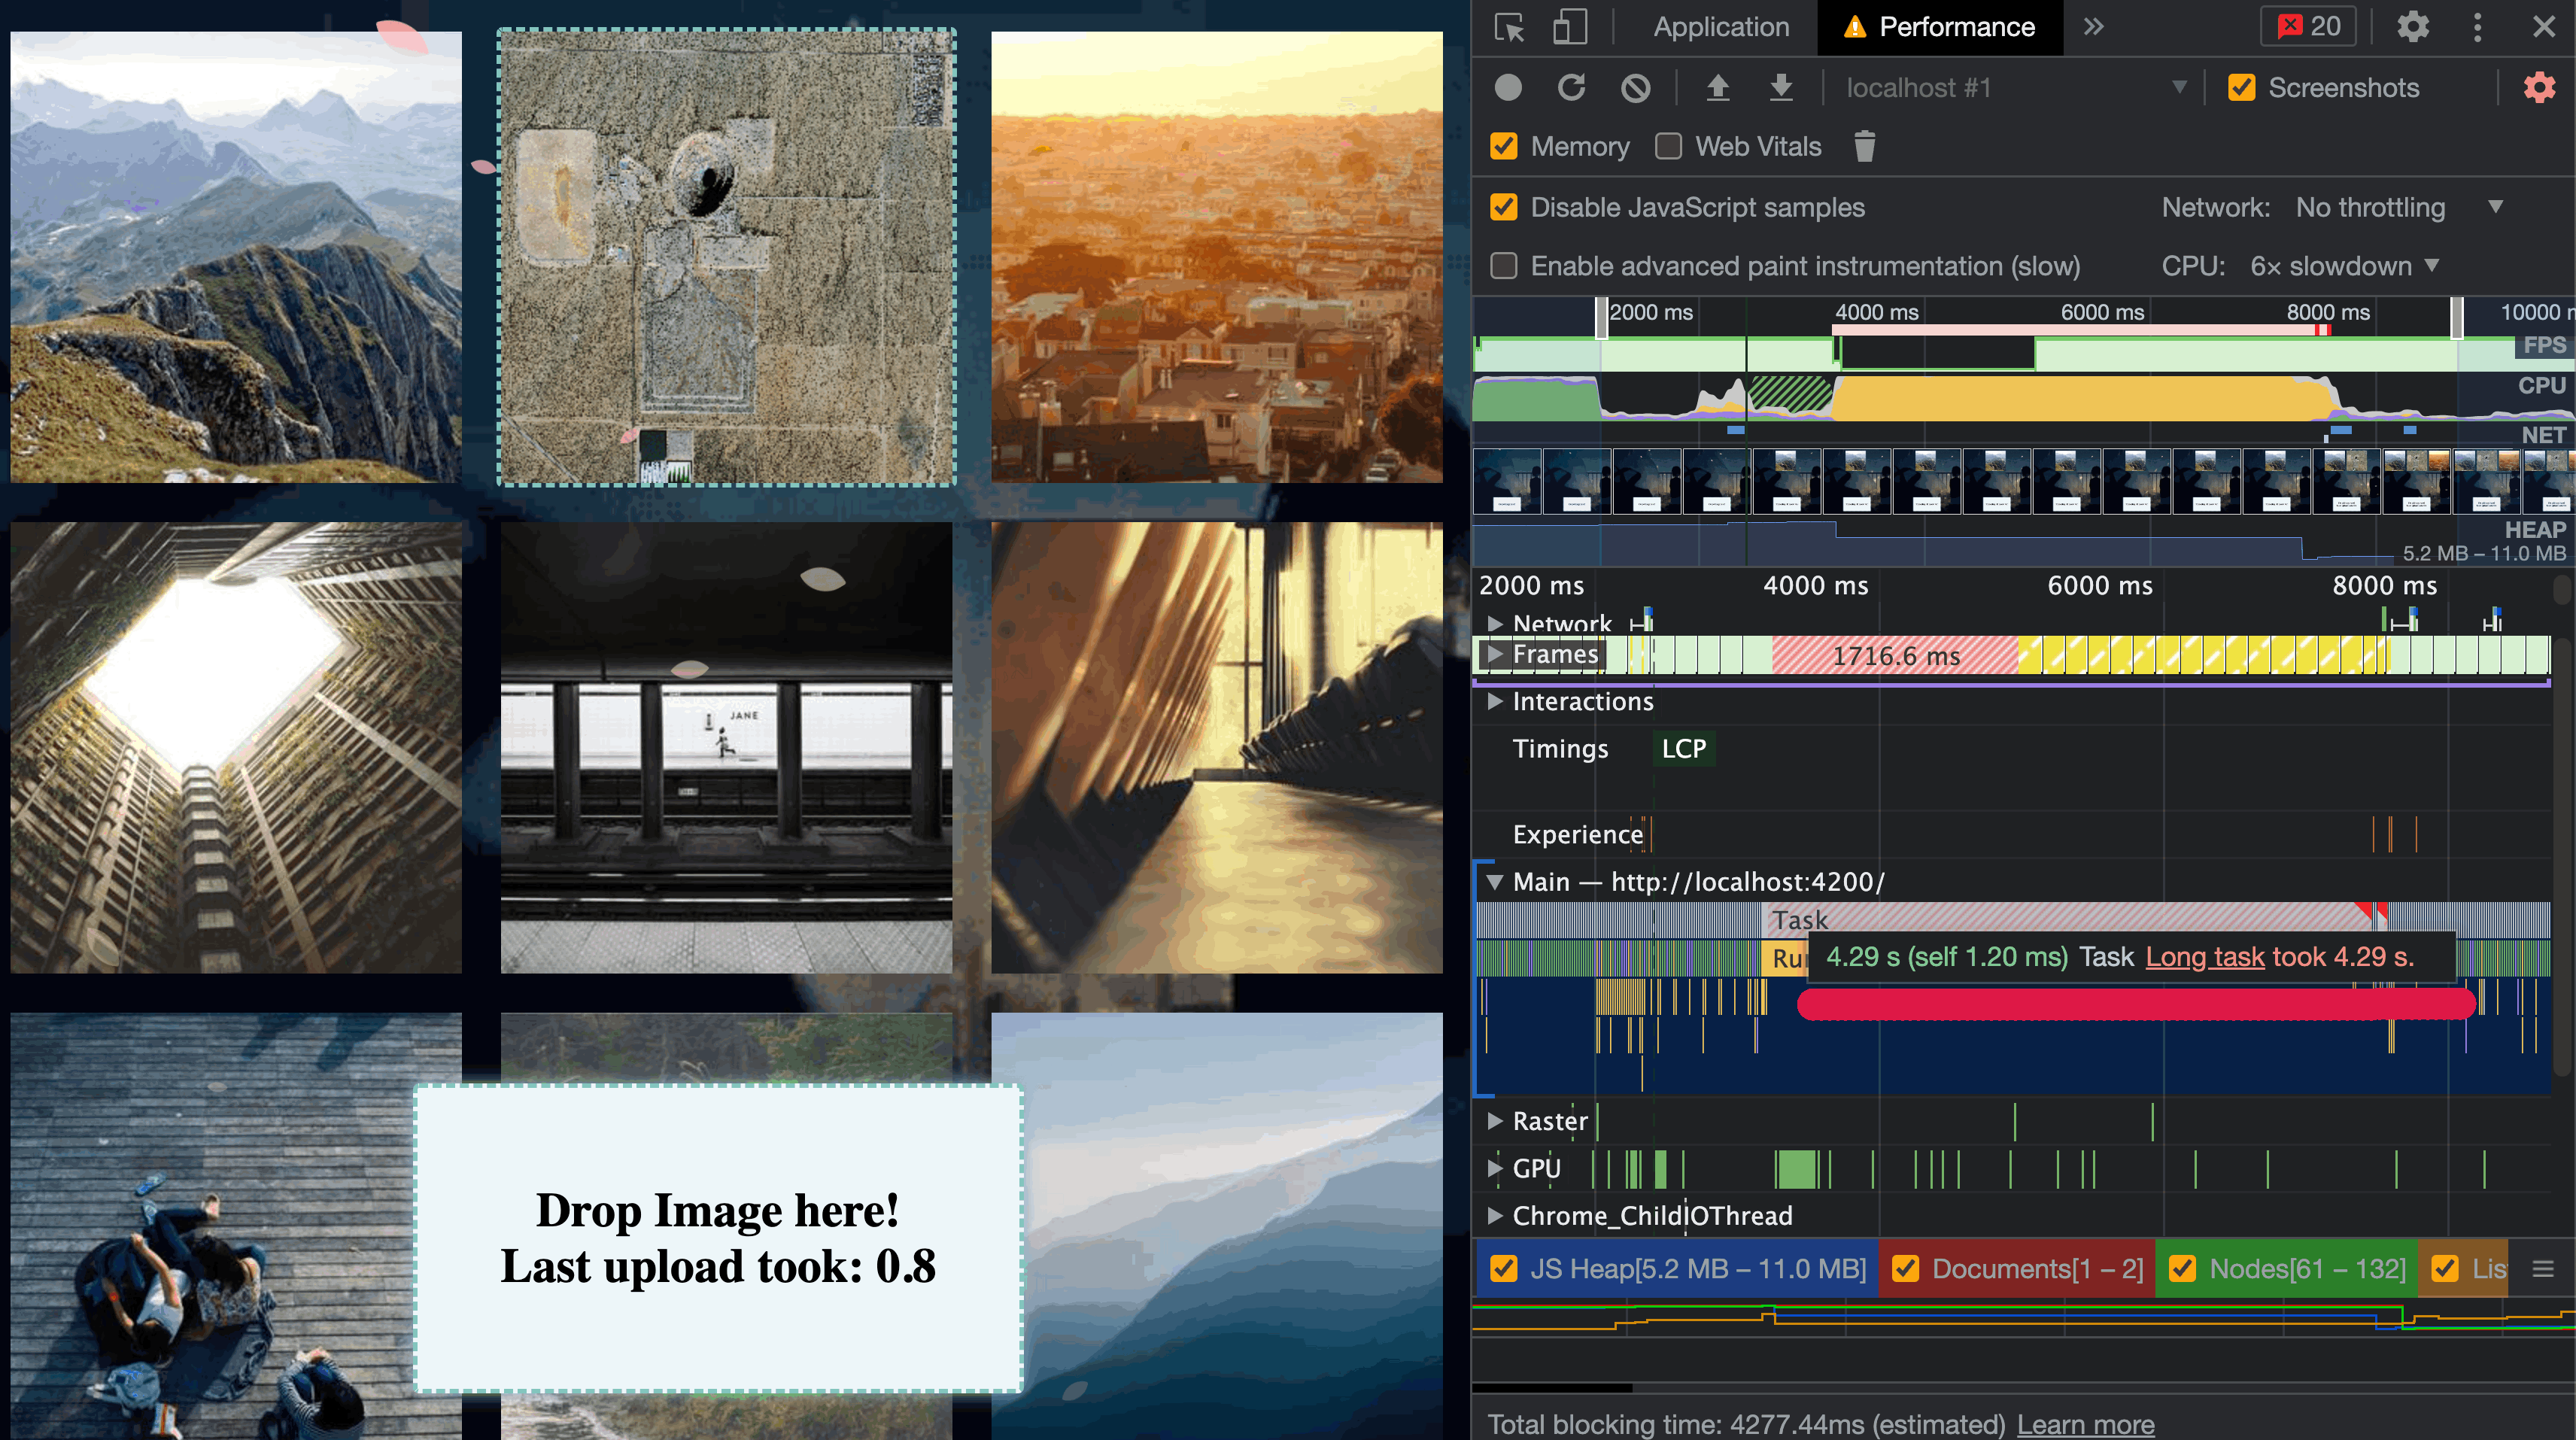 JANE
Drop Image here!
Last upload took: 0.8
Application
Performance
20
localhost #1
Screenshots
Memory
Web Vitals
Disable JavaScript samples
Network: No throttling
Enable advanced paint instrumentation (slow)
CPU: 6× slowdown
2000 ms 4000 ms 6000 ms 8000 ms 10000 m
FPS
CPU
NET
HEAP
5.2 MB – 11.0 MB
2000 ms 4000 ms 6000 ms 8000 ms
Network
Frames
1716.6 ms
Interactions
Timings
LCP
Experience
Main — http://localhost:4200/
Task
Ru
4.29 s (self 1.20 ms) Task Long task took 4.29 s.
Raster
GPU
Chrome_ChildIOThread
JS Heap[5.2 MB – 11.0 MB]
Documents[1 – 2]
Nodes[61 – 132]
Lis
Total blocking time: 4277.44ms (estimated) Learn more